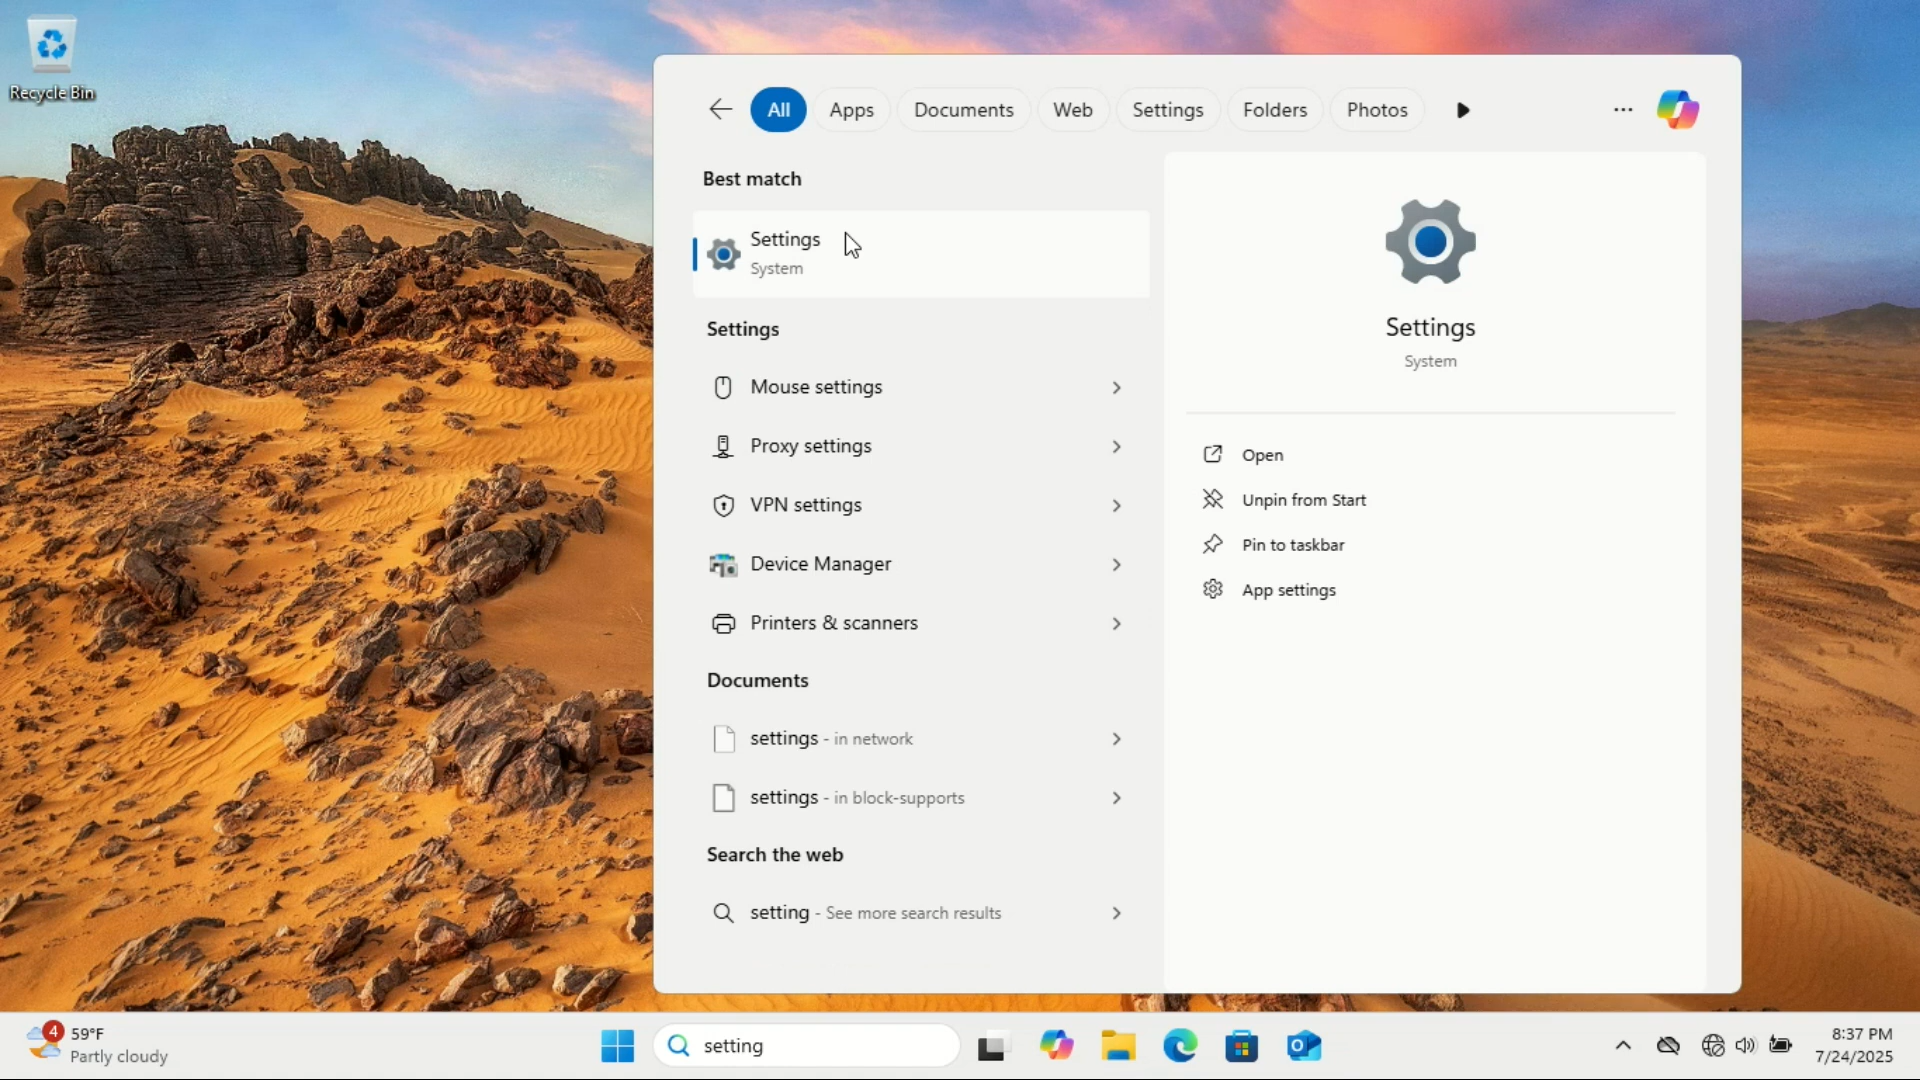 Recycle Bin
All Apps Documents Web Settings Folders Photos
Best match
Settings
System
Settings
Mouse settings
Proxy settings
VPN settings
Device Manager
Printers & scanners
Documents
settings - in network
settings - in block-supports
Search the web
setting - See more search results
Settings
System
Open
Unpin from Start
Pin to taskbar
App settings
4
59°F
Partly cloudy
setting
8:37 PM
7/24/2025